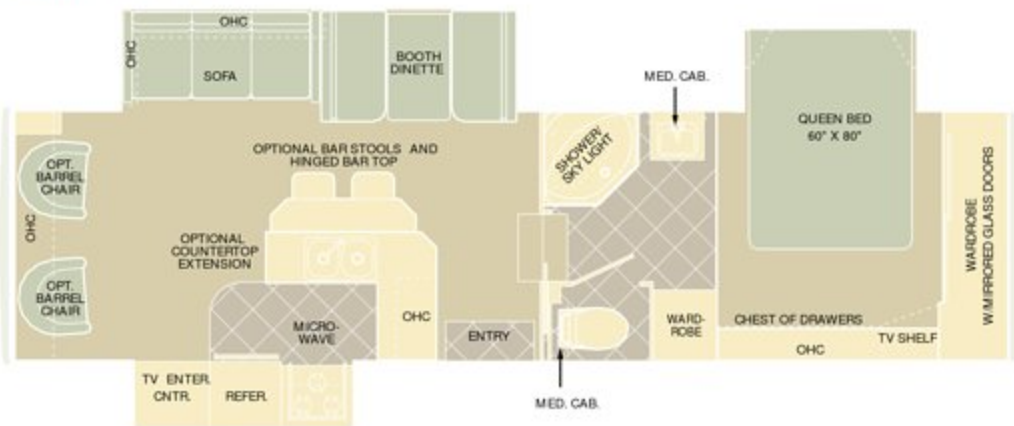 OHC
OHC
SOFA
BOOTH
DINETTE
MED. CAB.
QUEEN BED
60" X 80"
SHOWER/
SKY LIGHT
OPTIONAL BAR STOOLS AND
HINGED BAR TOP
OPT.
BARREL
CHAIR
OHC
OPTIONAL
COUNTERTOP
EXTENSION
OPT.
BARREL
CHAIR
WARDROBE
W/MIRRORED GLASS DOORS
MICRO-
WAVE
OHC
ENTRY
WARD-
ROBE
CHEST OF DRAWERS
TV SHELF
OHC
TV ENTER.
CNTR.
REFER.
MED. CAB.